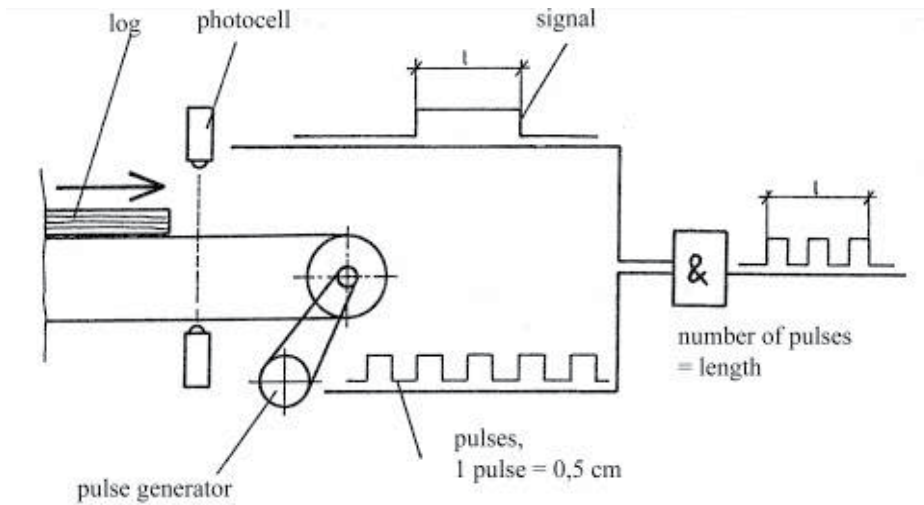 log
photocell
signal
l
l
&
number of pulses
= length
pulses,
1 pulse = 0,5 cm
pulse generator